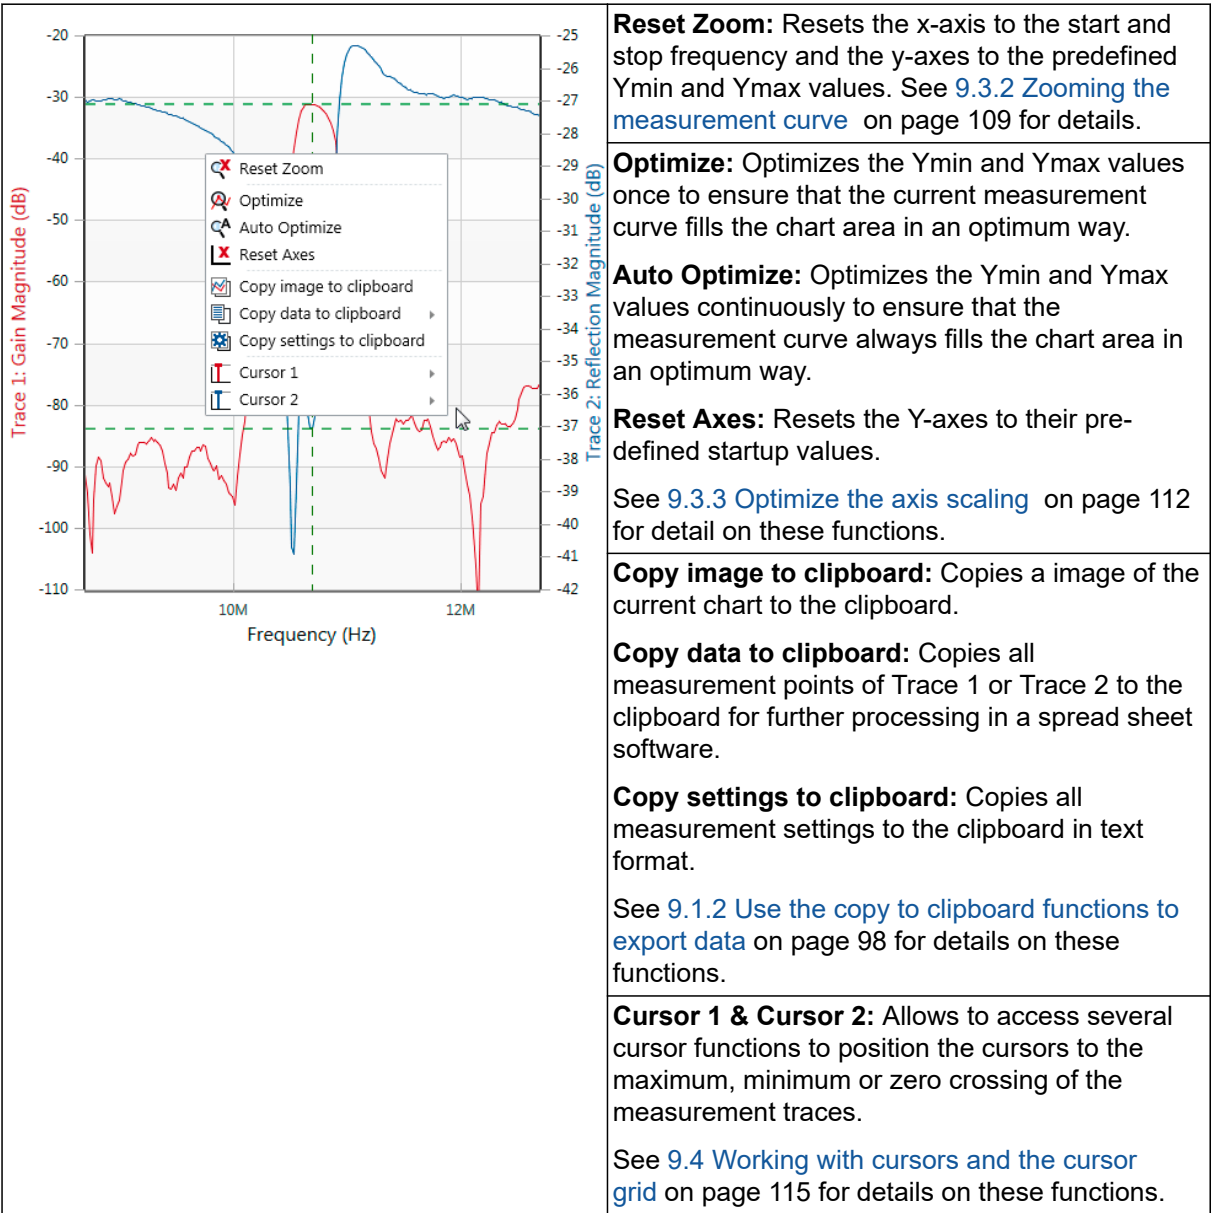 -20
-30
-40
-50
-60
-70
-80
-90
-100
-110
Trace 1: Gain Magnitude (dB)
-25
-26
-27
-28
-29
-30
-31
-32
-33
-34
-35
-36
-37
-38
-39
-40
-41
-42
Trace 2: Reflection Magnitude (dB)
10M
12M
Frequency (Hz)
Reset Zoom
Optimize
Auto Optimize
Reset Axes
Copy image to clipboard
Copy data to clipboard
Copy settings to clipboard
Cursor 1
Cursor 2
Reset Zoom: Resets the x-axis to the start and
stop frequency and the y-axes to the predefined
Ymin and Ymax values. See 9.3.2 Zooming the
measurement curve on page 109 for details.
Optimize: Optimizes the Ymin and Ymax values
once to ensure that the current measurement
curve fills the chart area in an optimum way.
Auto Optimize: Optimizes the Ymin and Ymax
values continuously to ensure that the
measurement curve always fills the chart area in
an optimum way.
Reset Axes: Resets the Y-axes to their pre-
defined startup values.
See 9.3.3 Optimize the axis scaling on page 112
for detail on these functions.
Copy image to clipboard: Copies a image of the
current chart to the clipboard.
Copy data to clipboard: Copies all
measurement points of Trace 1 or Trace 2 to the
clipboard for further processing in a spread sheet
software.
Copy settings to clipboard: Copies all
measurement settings to the clipboard in text
format.
See 9.1.2 Use the copy to clipboard functions to
export data on page 98 for details on these
functions.
Cursor 1 & Cursor 2: Allows to access several
cursor functions to position the cursors to the
maximum, minimum or zero crossing of the
measurement traces.
See 9.4 Working with cursors and the cursor
grid on page 115 for details on these functions.